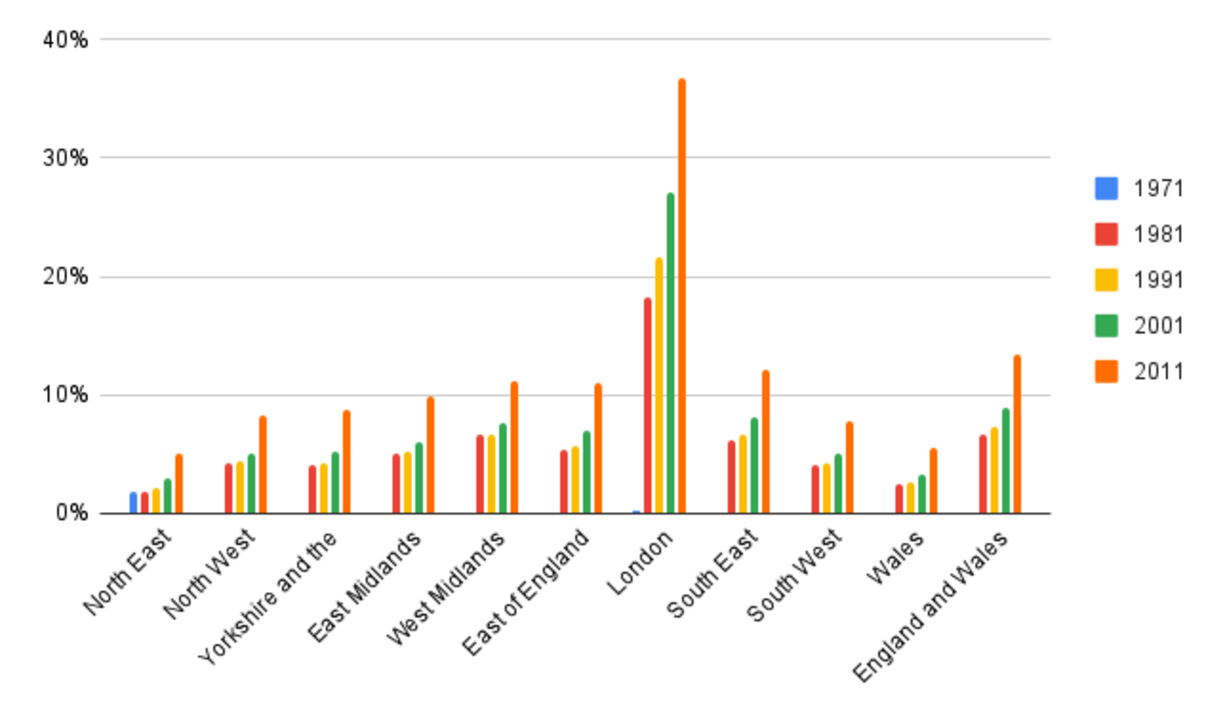 40%
30%
20%
10%
0%
North East
North West
Yorkshire and the
East Midlands
West Midlands
East of England
London
South East
South West
Wales
England and Wales
1971
1981
1991
2001
2011